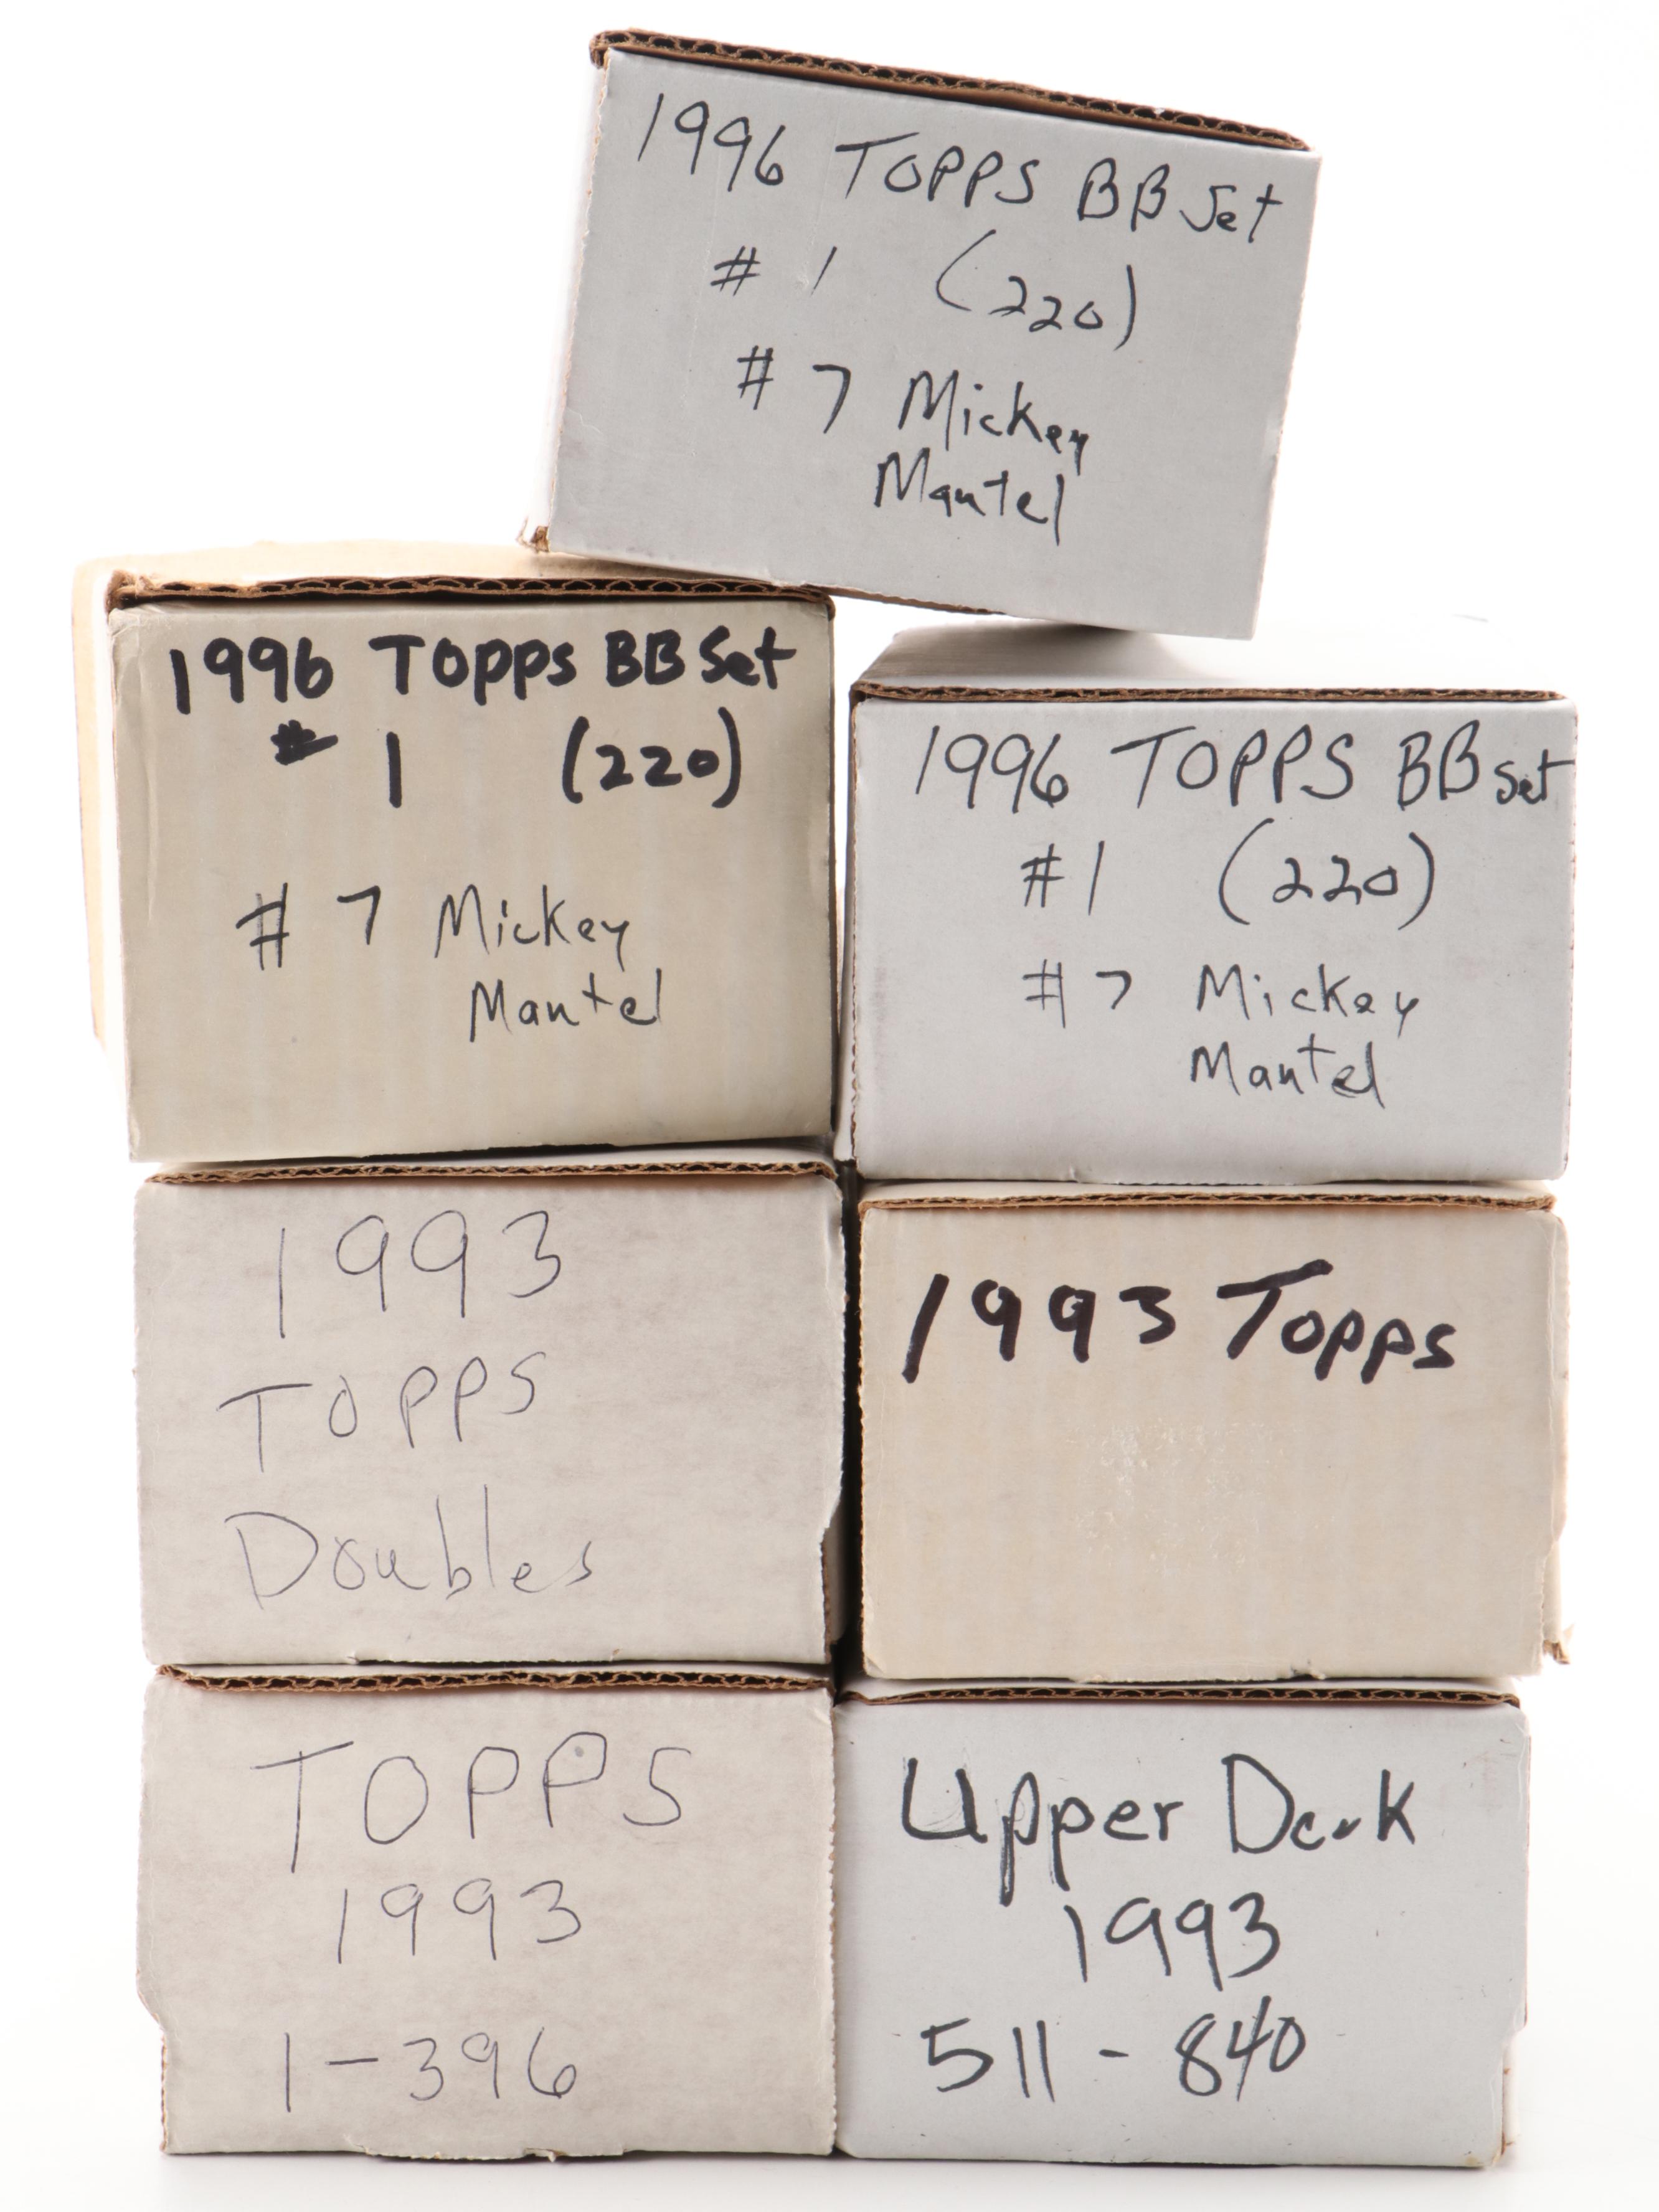 1996 TOPPS BB Set
# 1 (220)
# 7 Mickey
Mantel
1996 TOPPS BB Set
# 1 (220)
# 7 Mickey
Mantel
1996 TOPPS BB Set
#1 (220)
#7 Mickey
Mantel
1993
TOPPS
Doubles
1993 Topps
TOPPS
1993
1-396
Upper Deck
1993
511-840